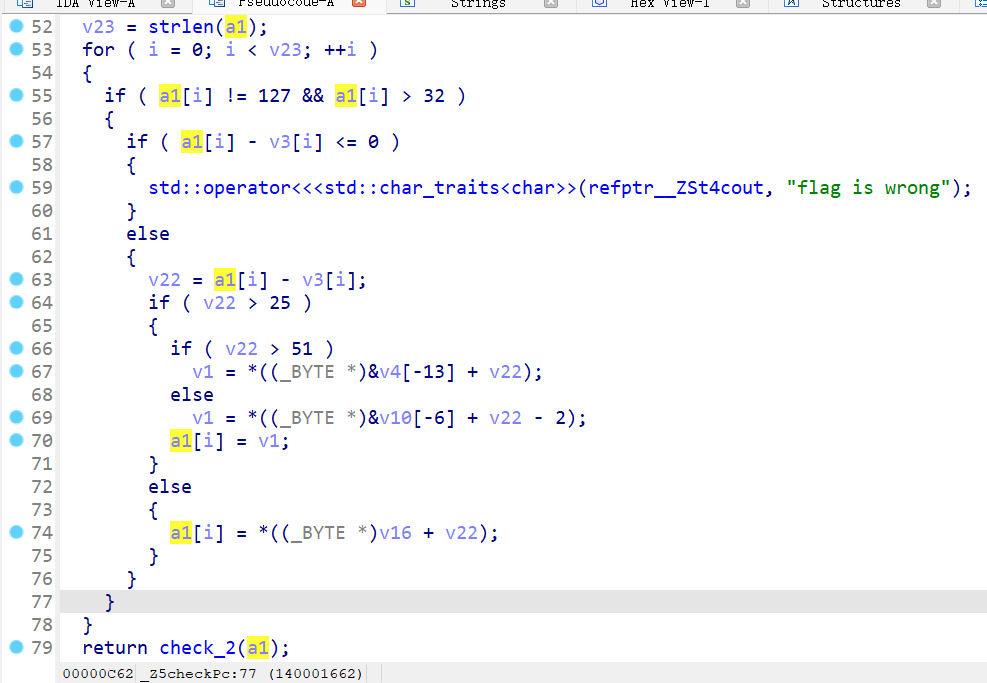 IDA View-A Pseudocode-A Strings Hex View-1 Structures
52 v23 = strlen(a1);
53 for ( i = 0; i < v23; ++i )
54 {
55 if ( a1[i] != 127 && a1[i] > 32 )
56 {
57 if ( a1[i] - v3[i] <= 0 )
58 {
59 std::operator<<<std::char_traits<char>>(refptr__ZSt4cout, "flag is wrong");
60 }
61 else
62 {
63 v22 = a1[i] - v3[i];
64 if ( v22 > 25 )
65 {
66 if ( v22 > 51 )
67 v1 = *((_BYTE *)&v4[-13] + v22);
68 else
69 v1 = *((_BYTE *)&v10[-6] + v22 - 2);
70 a1[i] = v1;
71 }
72 else
73 {
74 a1[i] = *((_BYTE *)v16 + v22);
75 }
76 }
77 }
78 }
79 return check_2(a1);
00000C62 _Z5checkPc:77 (140001662)